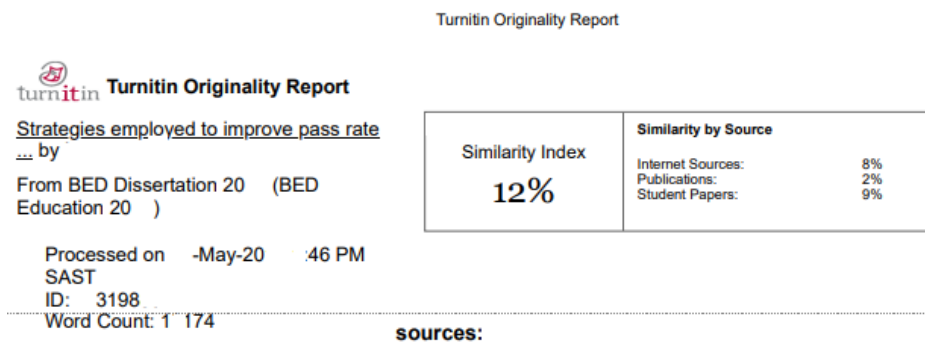 Turnitin Originality Report
turnitin Turnitin Originality Report
Strategies employed to improve pass rate
... by
From BED Dissertation 20 (BED
Education 20 )
Processed on -May-20 :46 PM
SAST
ID: 3198
Word Count: 1 174
Similarity Index
12%
Similarity by Source
Internet Sources: 8%
Publications: 2%
Student Papers: 9%
sources: